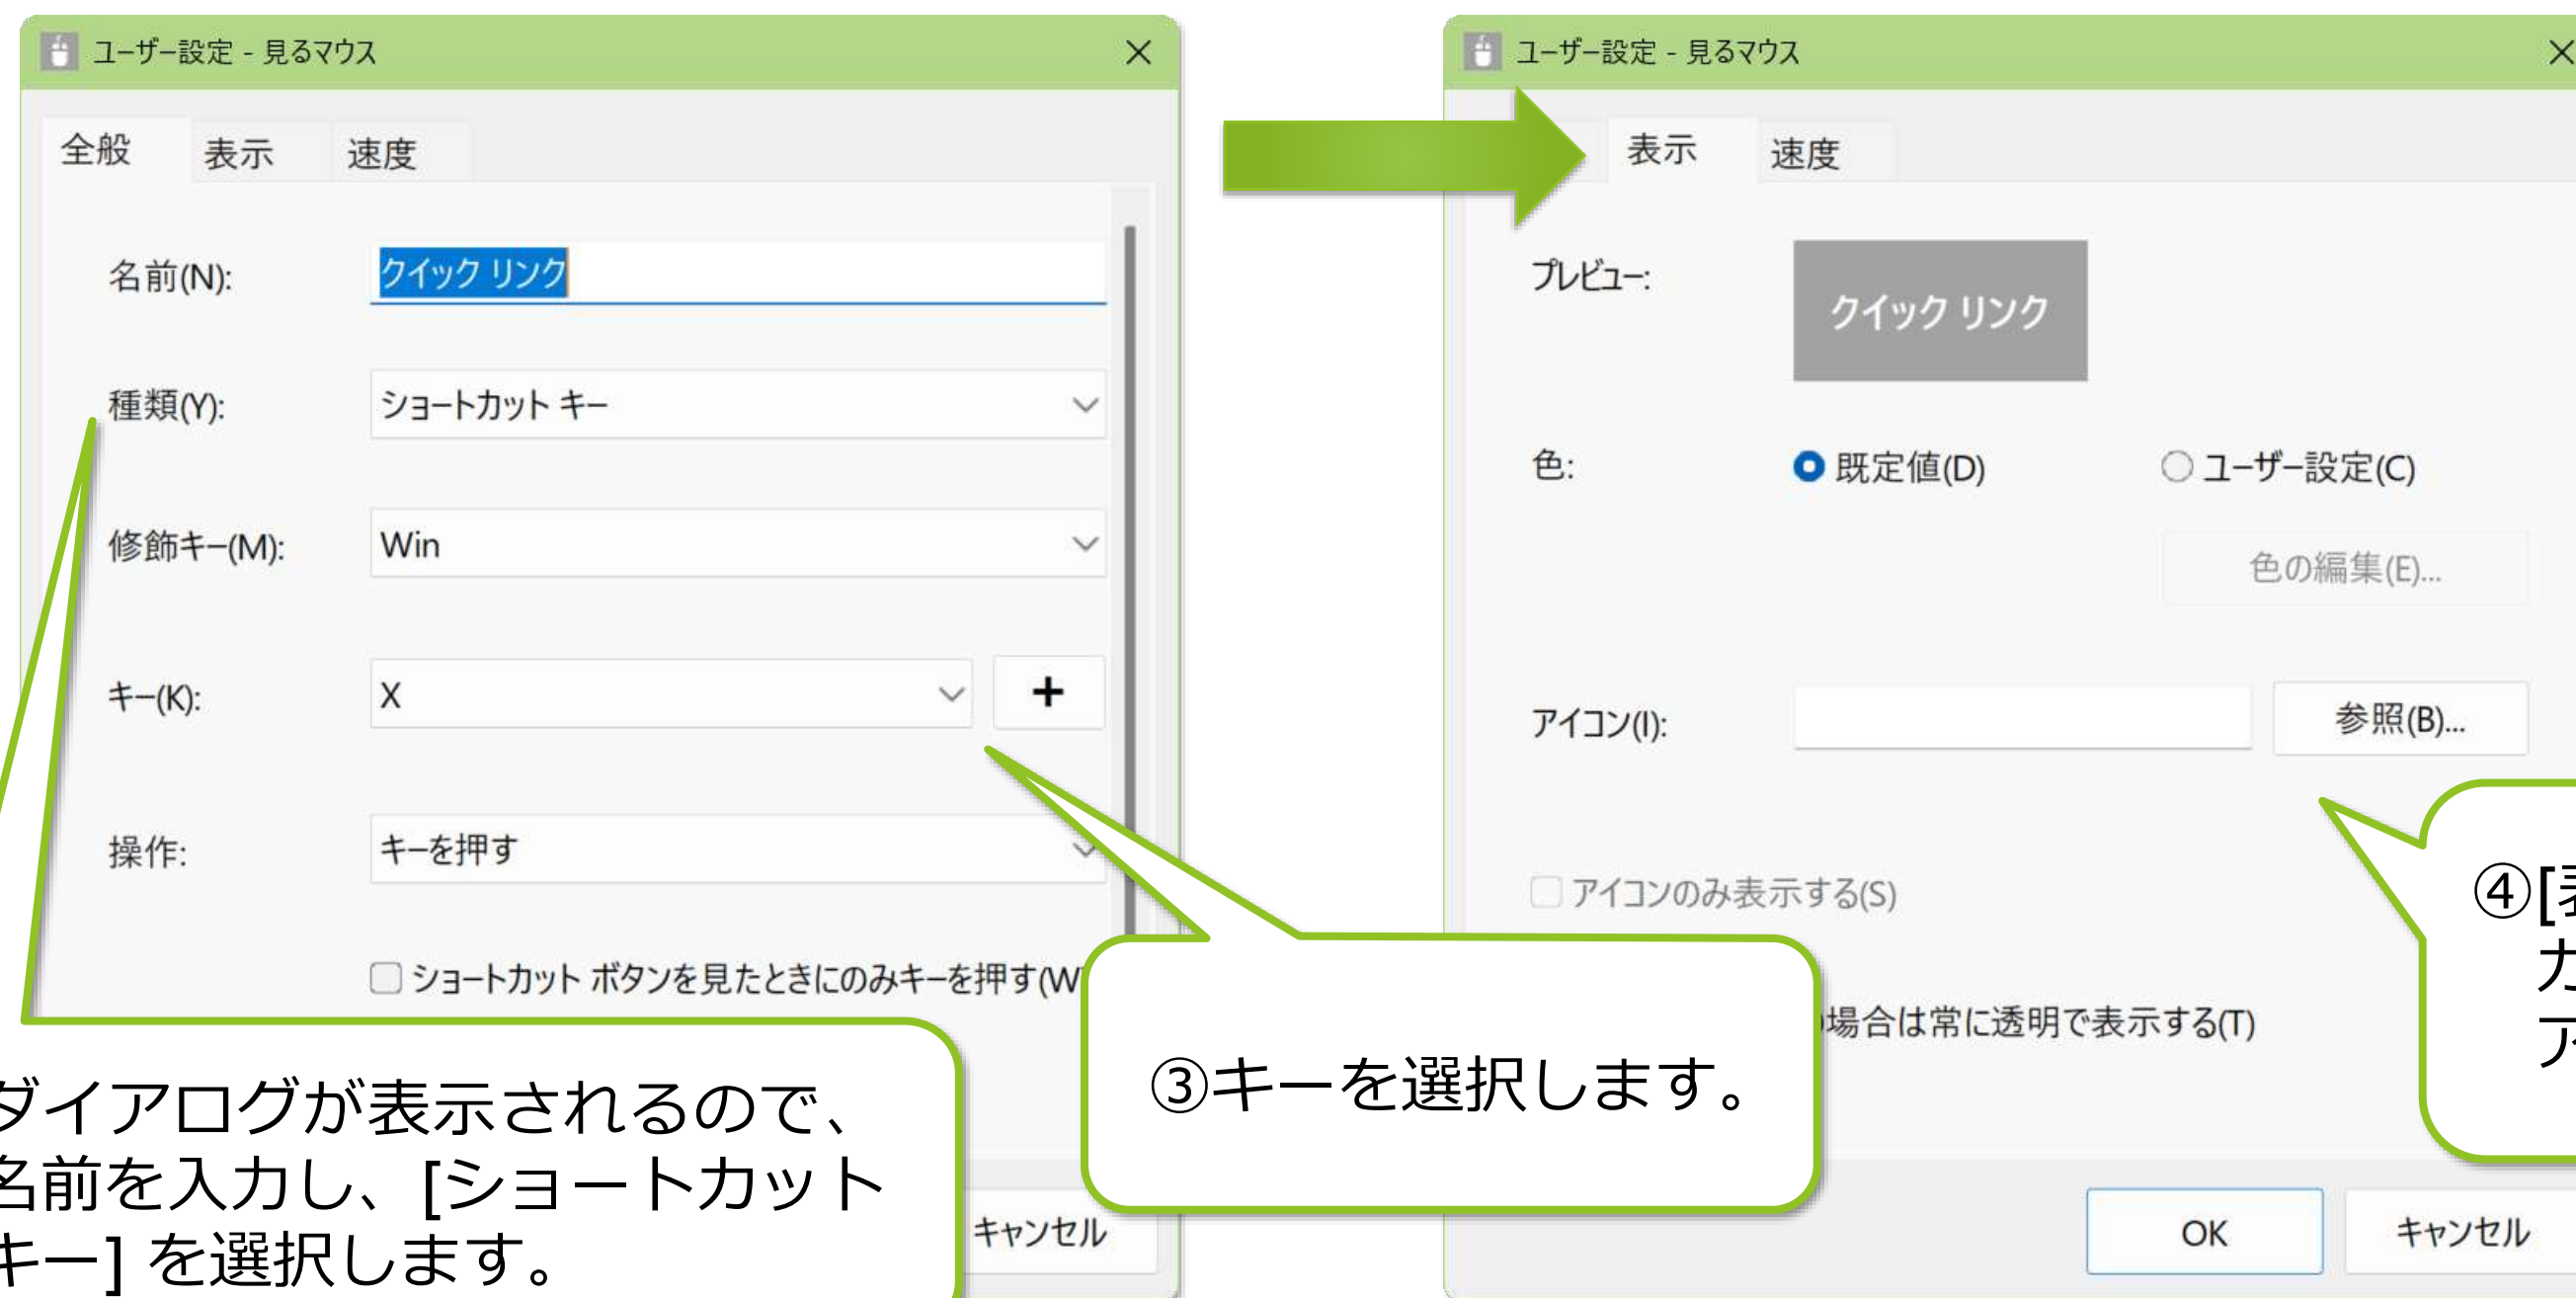 ユーザー設定 - 見るマウス
全般 表示 速度
名前(N): クイック リンク
種類(Y): ショートカット キー
修飾キー(M): Win
キー(K): X +
操作: キーを押す
ショートカット ボタンを見たときにのみキーを押す(W
ダイアログが表示されるので、
名前を入力し、[ショートカット
キー] を選択します。
キャンセル
③キーを選択します。
ユーザー設定 - 見るマウス
表示 速度
プレビュー: クイック リンク
色: 既定値(D) ユーザー設定(C)
色の編集(E)...
アイコン(I): 参照(B)...
アイコンのみ表示する(S)
場合は常に透明で表示する(T)
④[表
ア
OK キャンセル